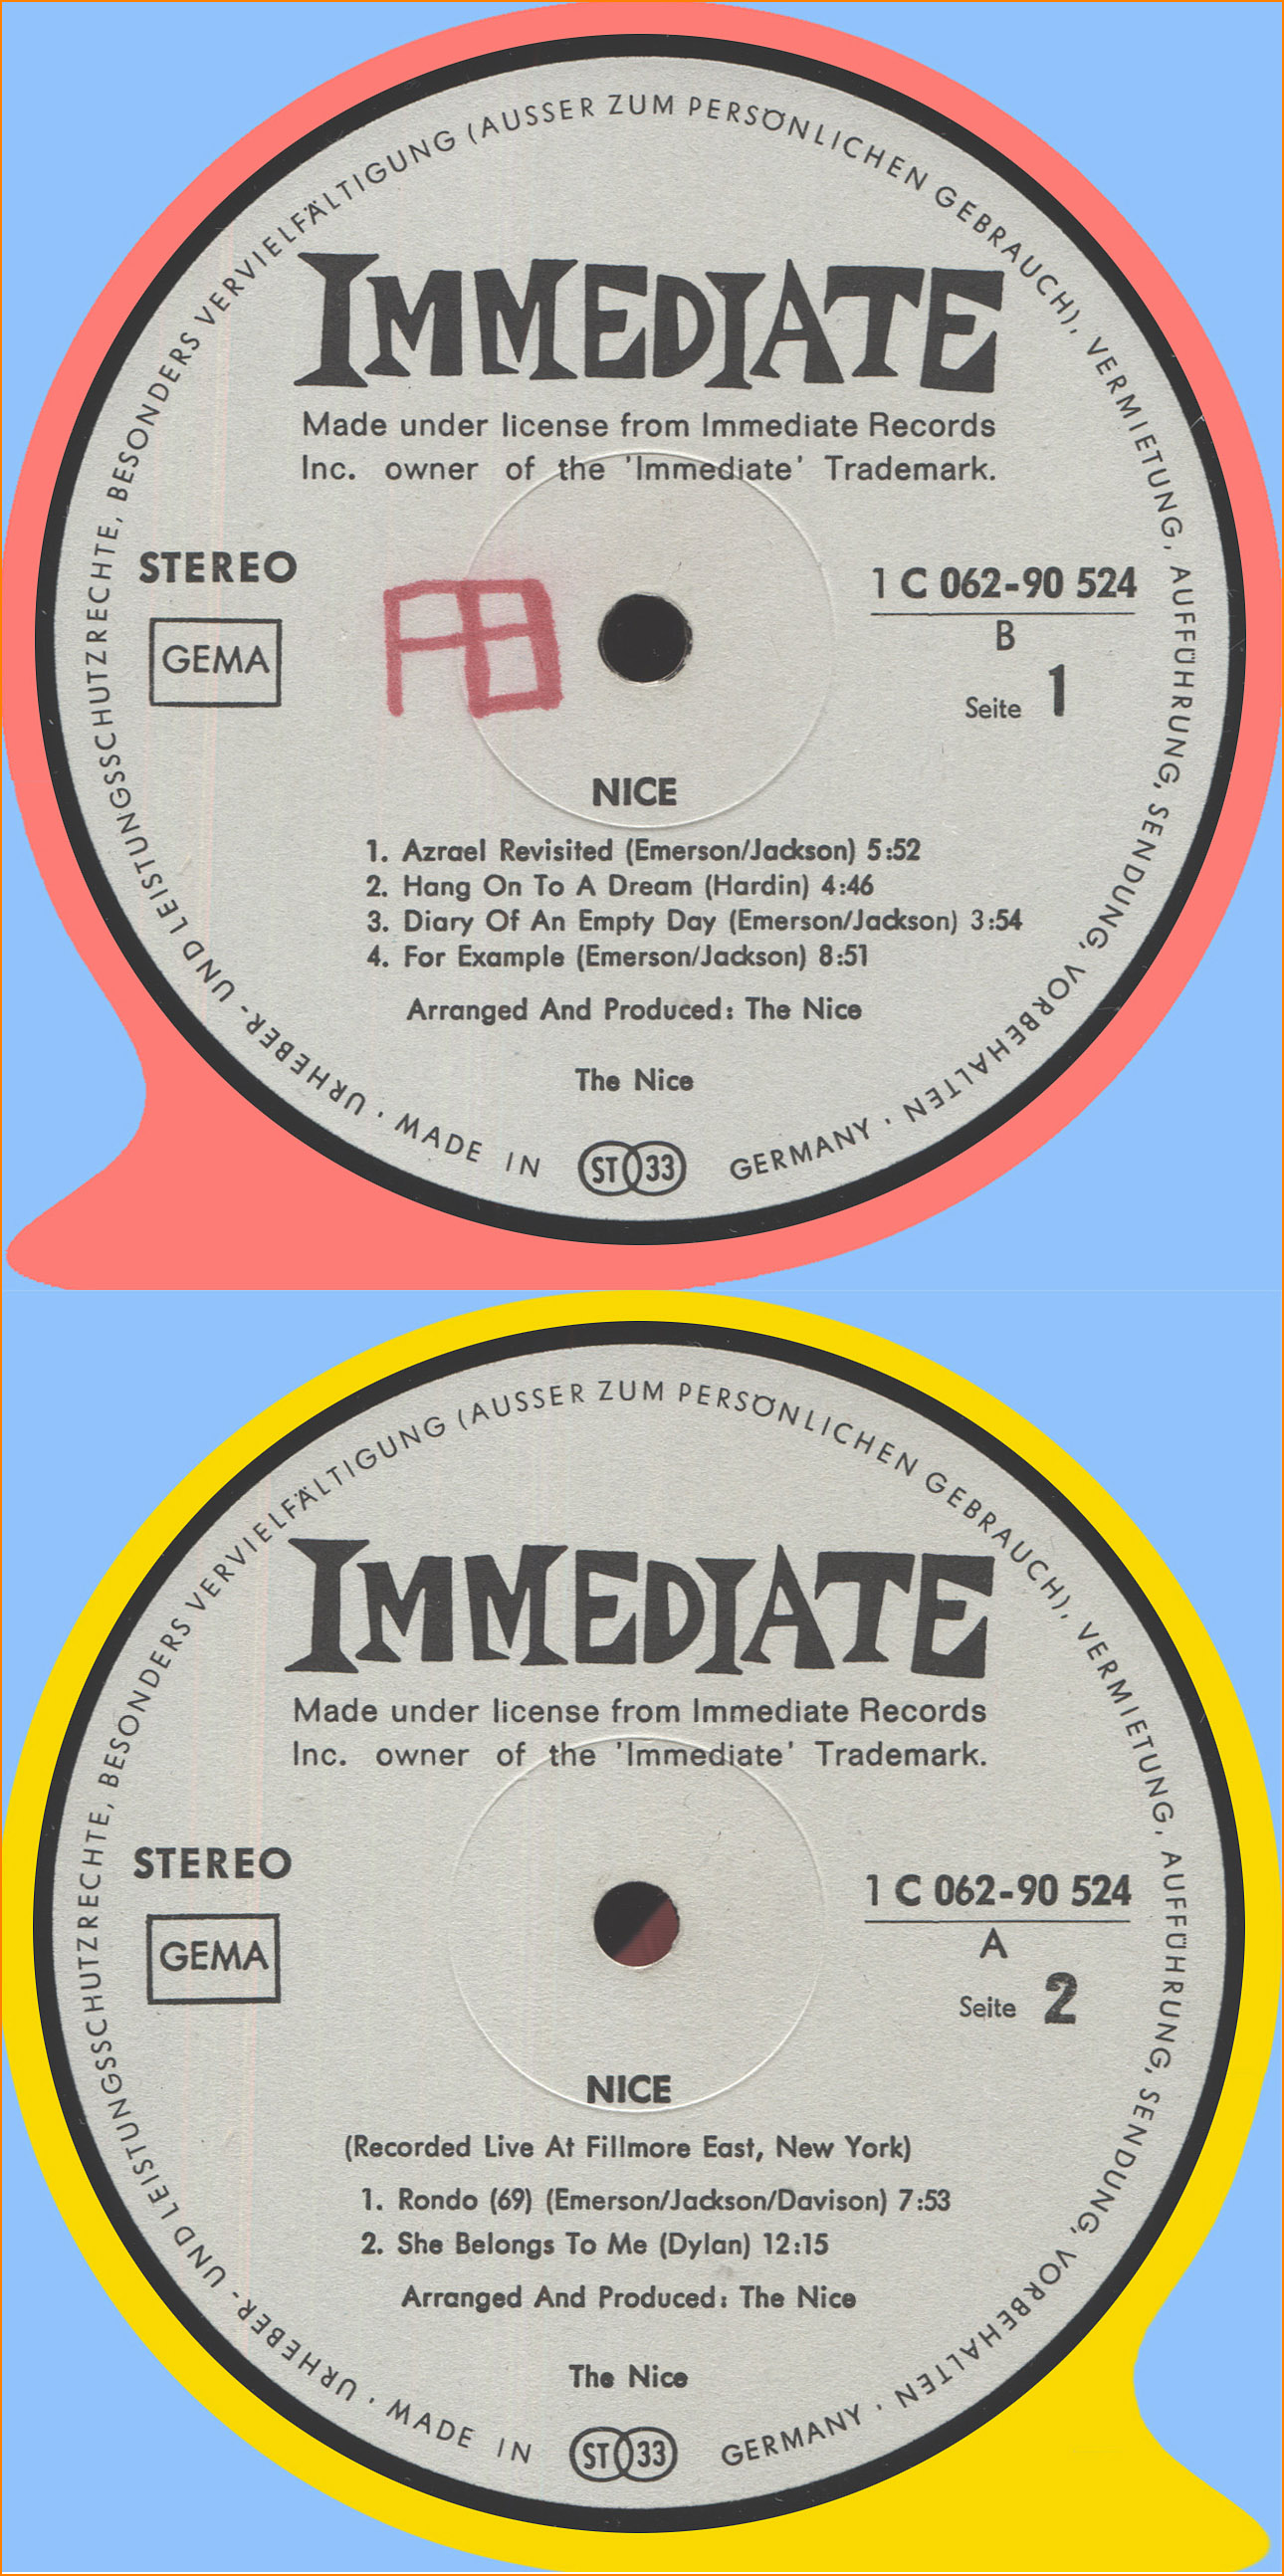 URHEBER- UND LEISTUNGSSCHUTZRECHTE, BESONDERS VERVIELFÄLTIGUNG (AUSSER ZUM PERSÖNLICHEN GEBRAUCH), VERMIETUNG, AUFFÜHRUNG, SENDUNG, VORBEHALTEN ·
IMMEDIATE
Made under license from Immediate Records
Inc. owner of the 'Immediate' Trademark.
STEREO
GEMA
1 C 062-90 524
B
Seite 1
NICE
1. Azrael Revisited (Emerson/Jackson) 5:52
2. Hang On To A Dream (Hardin) 4:46
3. Diary Of An Empty Day (Emerson/Jackson) 3:54
4. For Example (Emerson/Jackson) 8:51
Arranged And Produced: The Nice
The Nice
· MADE IN ST 33 GERMANY
URHEBER- UND LEISTUNGSSCHUTZRECHTE, BESONDERS VERVIELFÄLTIGUNG (AUSSER ZUM PERSÖNLICHEN GEBRAUCH), VERMIETUNG, AUFFÜHRUNG, SENDUNG, VORBEHALTEN ·
IMMEDIATE
Made under license from Immediate Records
Inc. owner of the 'Immediate' Trademark.
STEREO
GEMA
1 C 062-90 524
A
Seite 2
NICE
(Recorded Live At Fillmore East, New York)
1. Rondo (69) (Emerson/Jackson/Davison) 7:53
2. She Belongs To Me (Dylan) 12:15
Arranged And Produced: The Nice
The Nice
· MADE IN ST 33 GERMANY